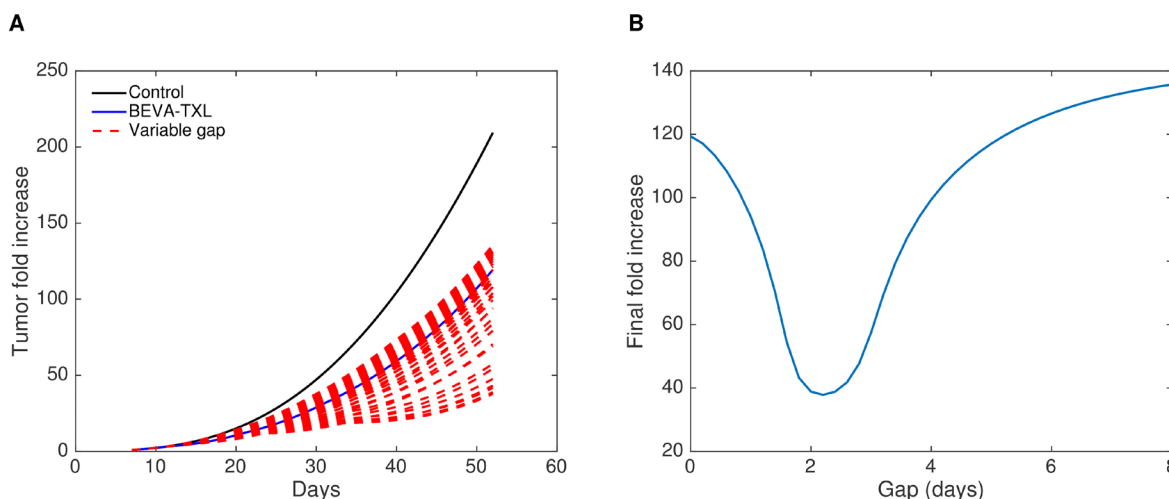 A
250
200
150
100
50
0
Tumor fold increase
Control
BEVA-TXL
Variable gap
0 10 20 30 40 50 60
Days
B
140
120
100
80
60
40
20
Final fold increase
0 2 4 6 8
Gap (days)